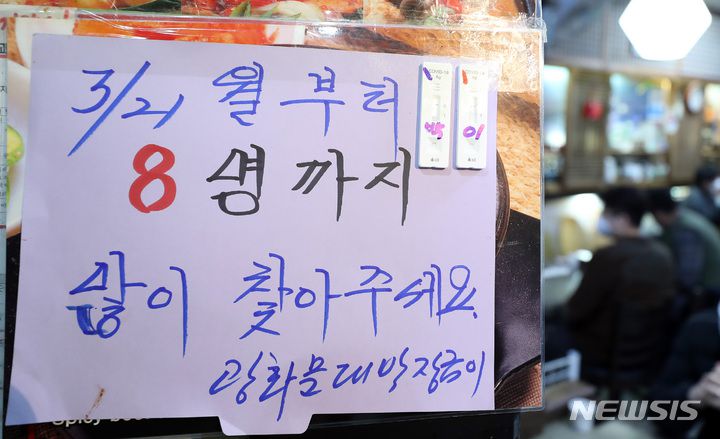 3/21 월부터
8명까지
많이 찾아주세요.
광화문대박장금이
NEWSIS